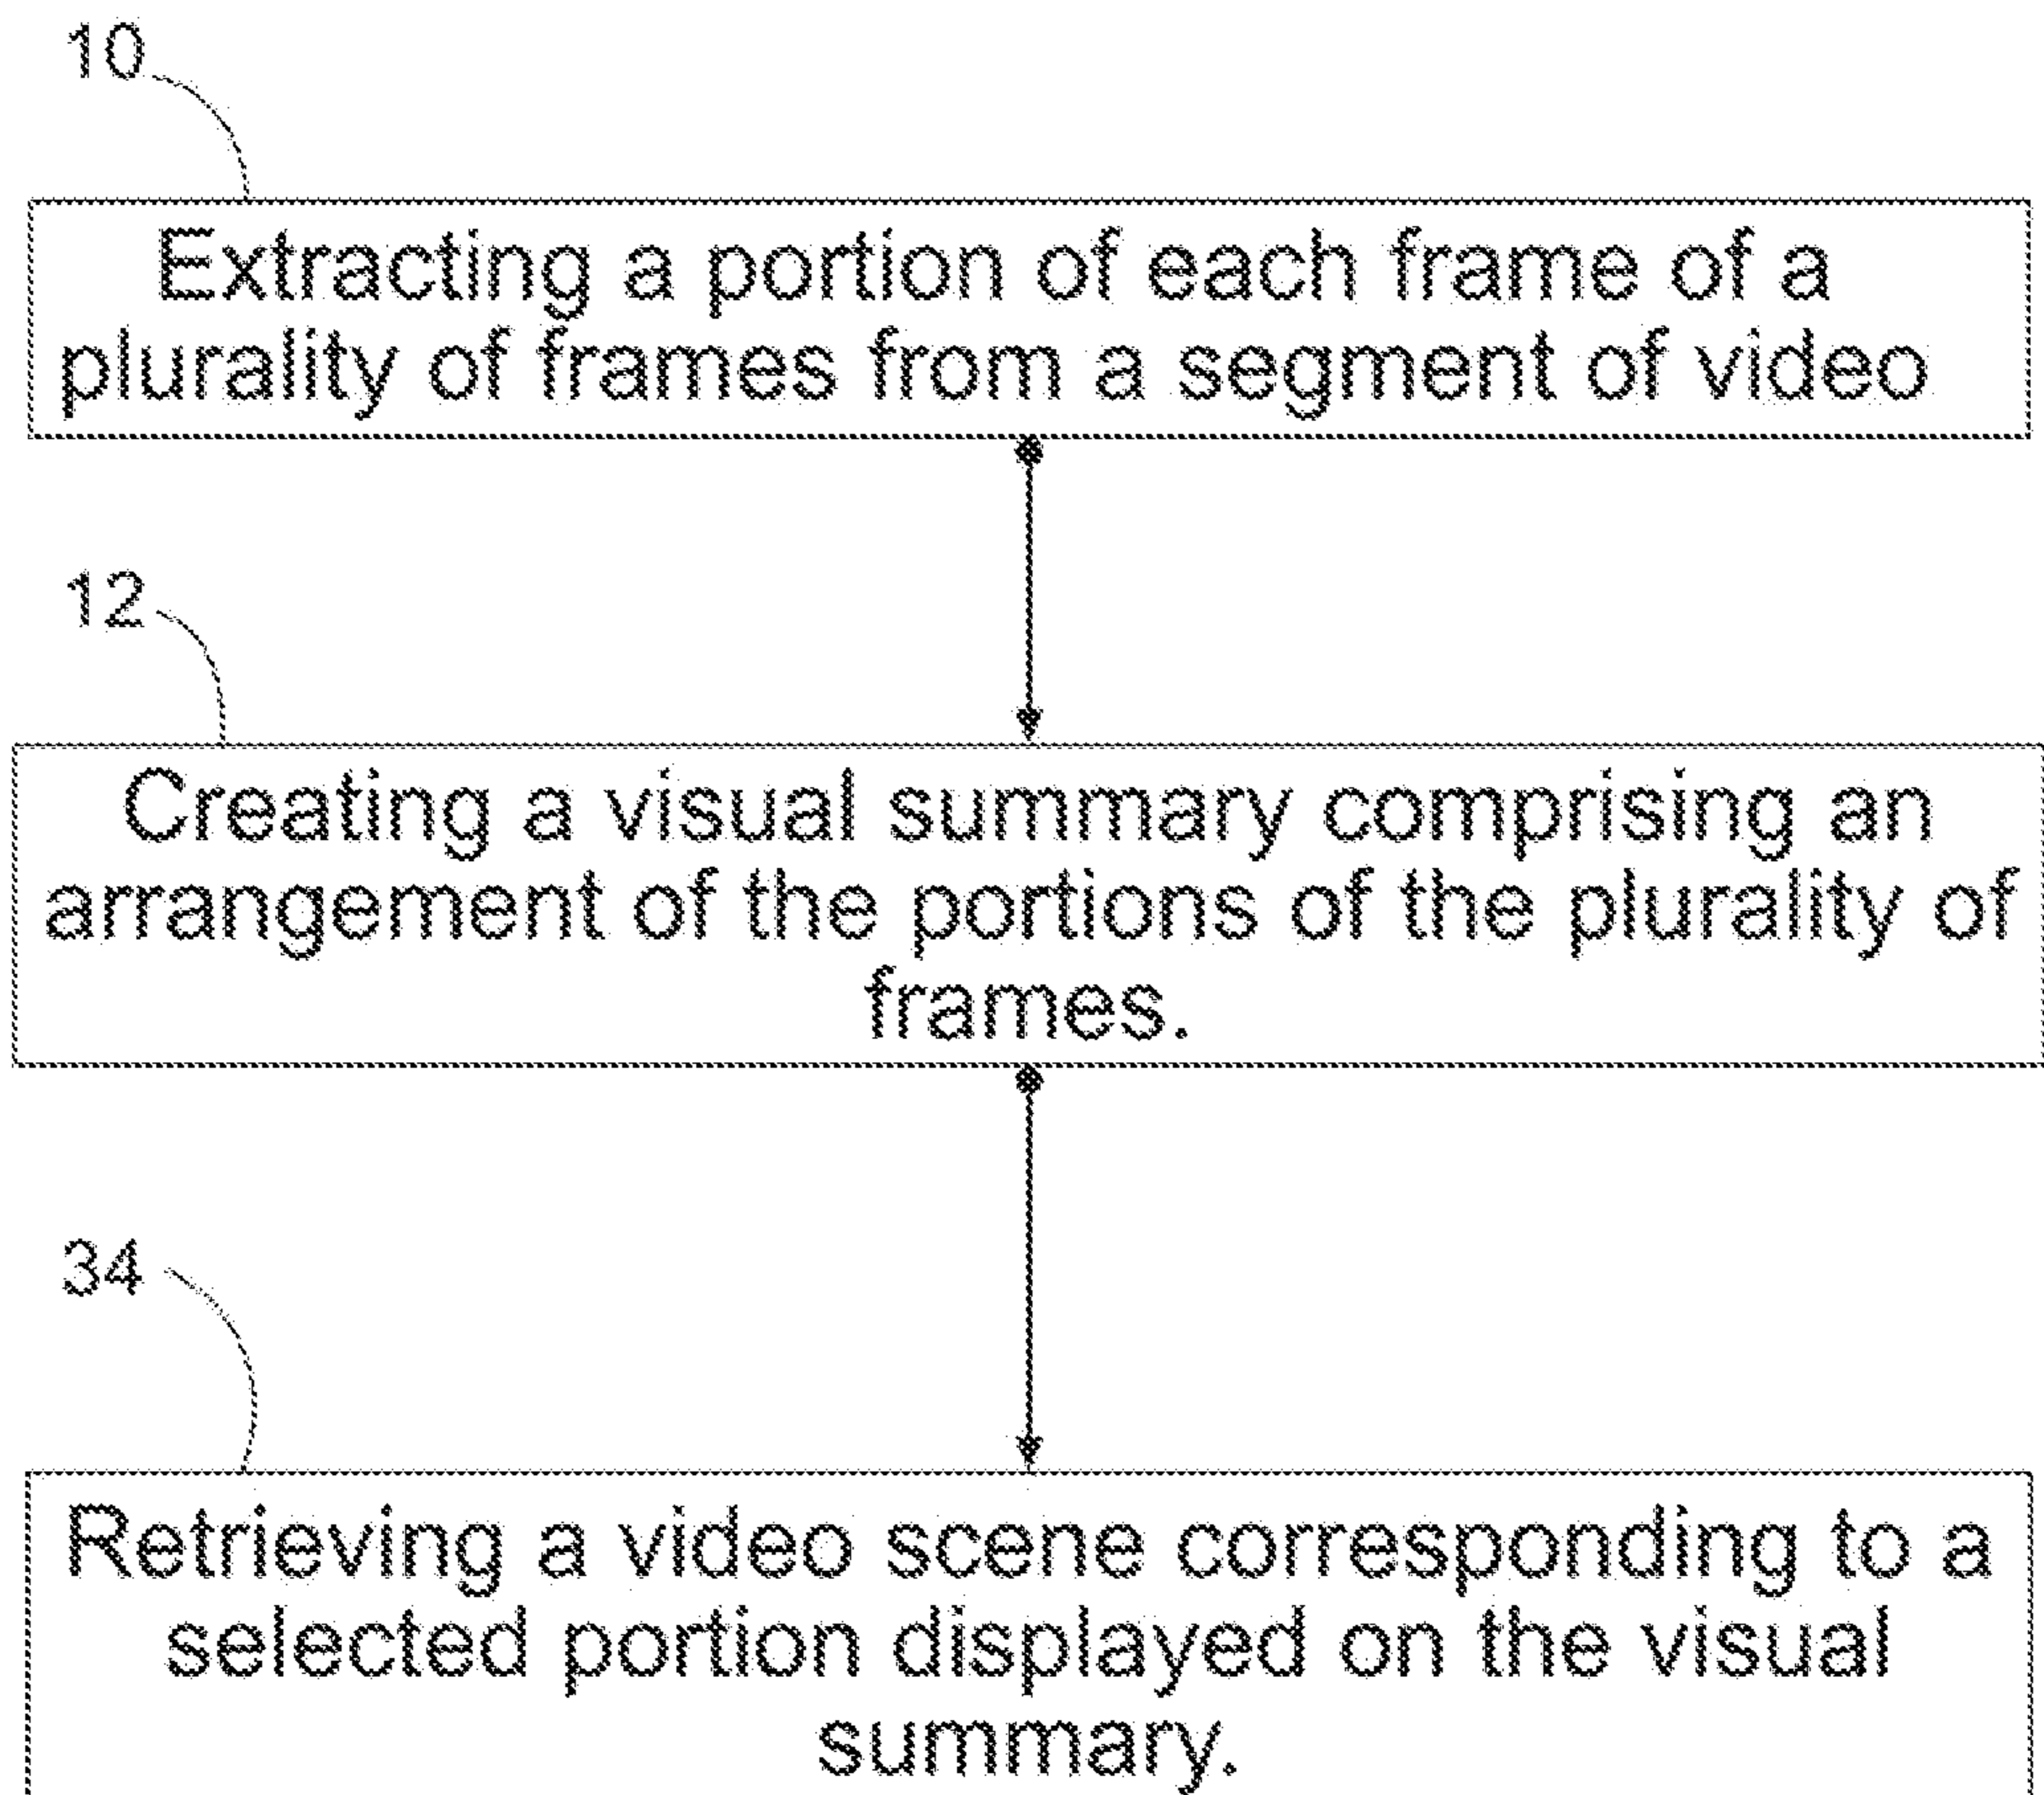 10
Extracting a portion of each frame of a
plurality of frames from a segment of video
12
Creating a visual summary comprising an
arrangement of the portions of the plurality of
frames.
34
Retrieving a video scene corresponding to a
selected portion displayed on the visual
summary.